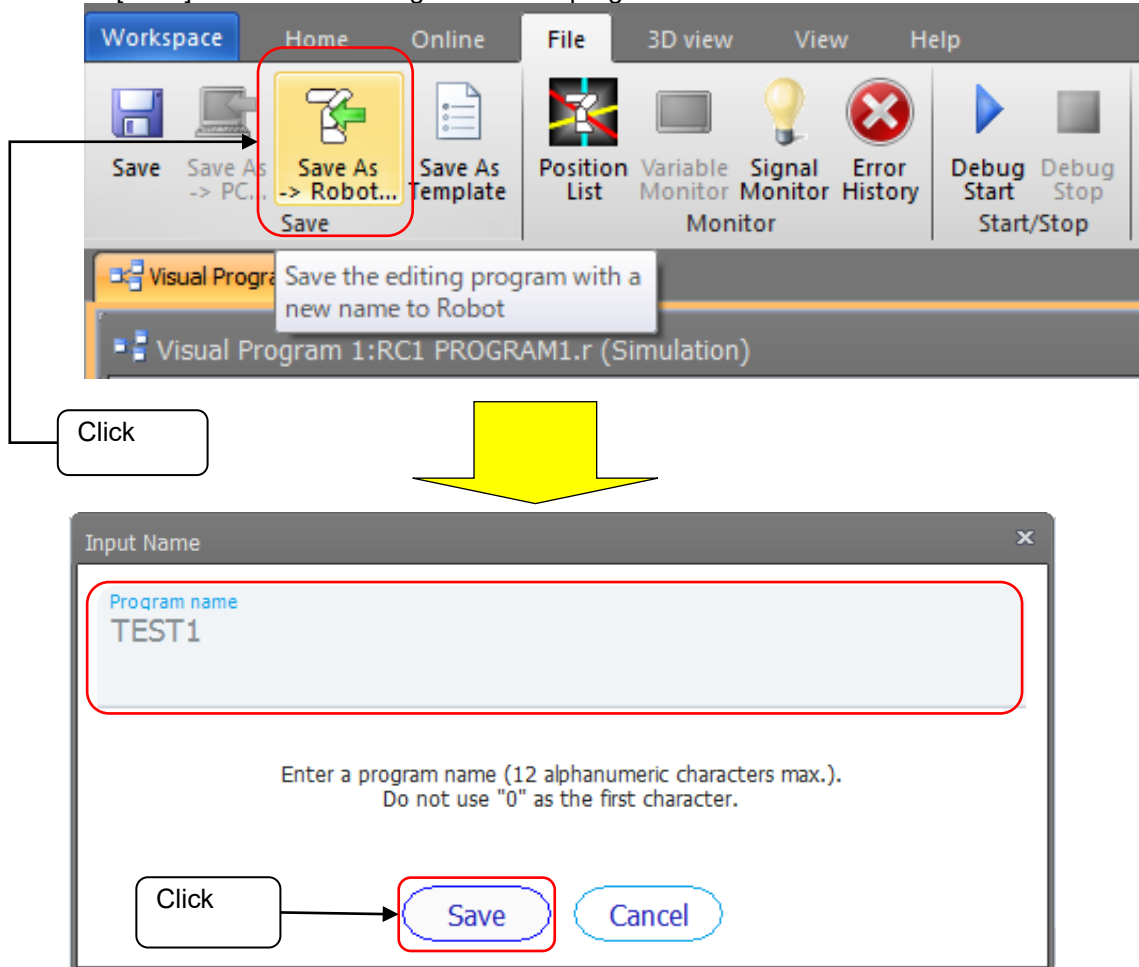 Workspace Home Online File 3D view View Help
Save Save As Save As Save As Position Variable Signal Error Debug Debug
-> PC... -> Robot... Template List Monitor Monitor History Start Stop
Save Monitor Start/Stop
Visual Progra
Save the editing program with a
new name to Robot
Visual Program 1:RC1 PROGRAM1.r (Simulation)
Click
Input Name
Program name
TEST1
Enter a program name (12 alphanumeric characters max.).
Do not use "0" as the first character.
Click
Save Cancel